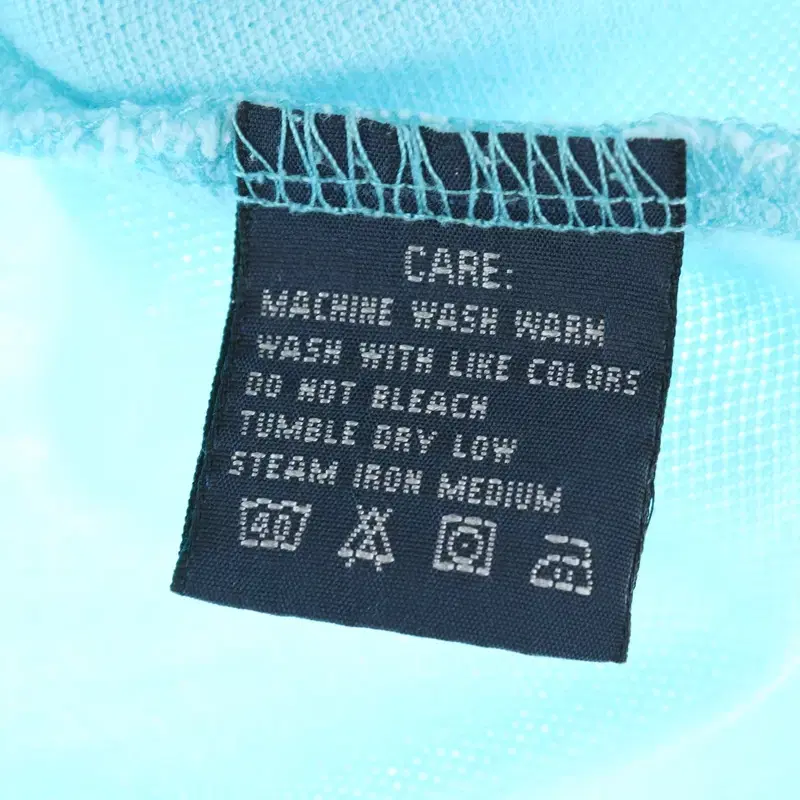 CARE:
MACHINE WASH WARM
WASH WITH LIKE COLORS
DO NOT BLEACH
TUMBLE DRY LOW
STEAM IRON MEDIUM
40